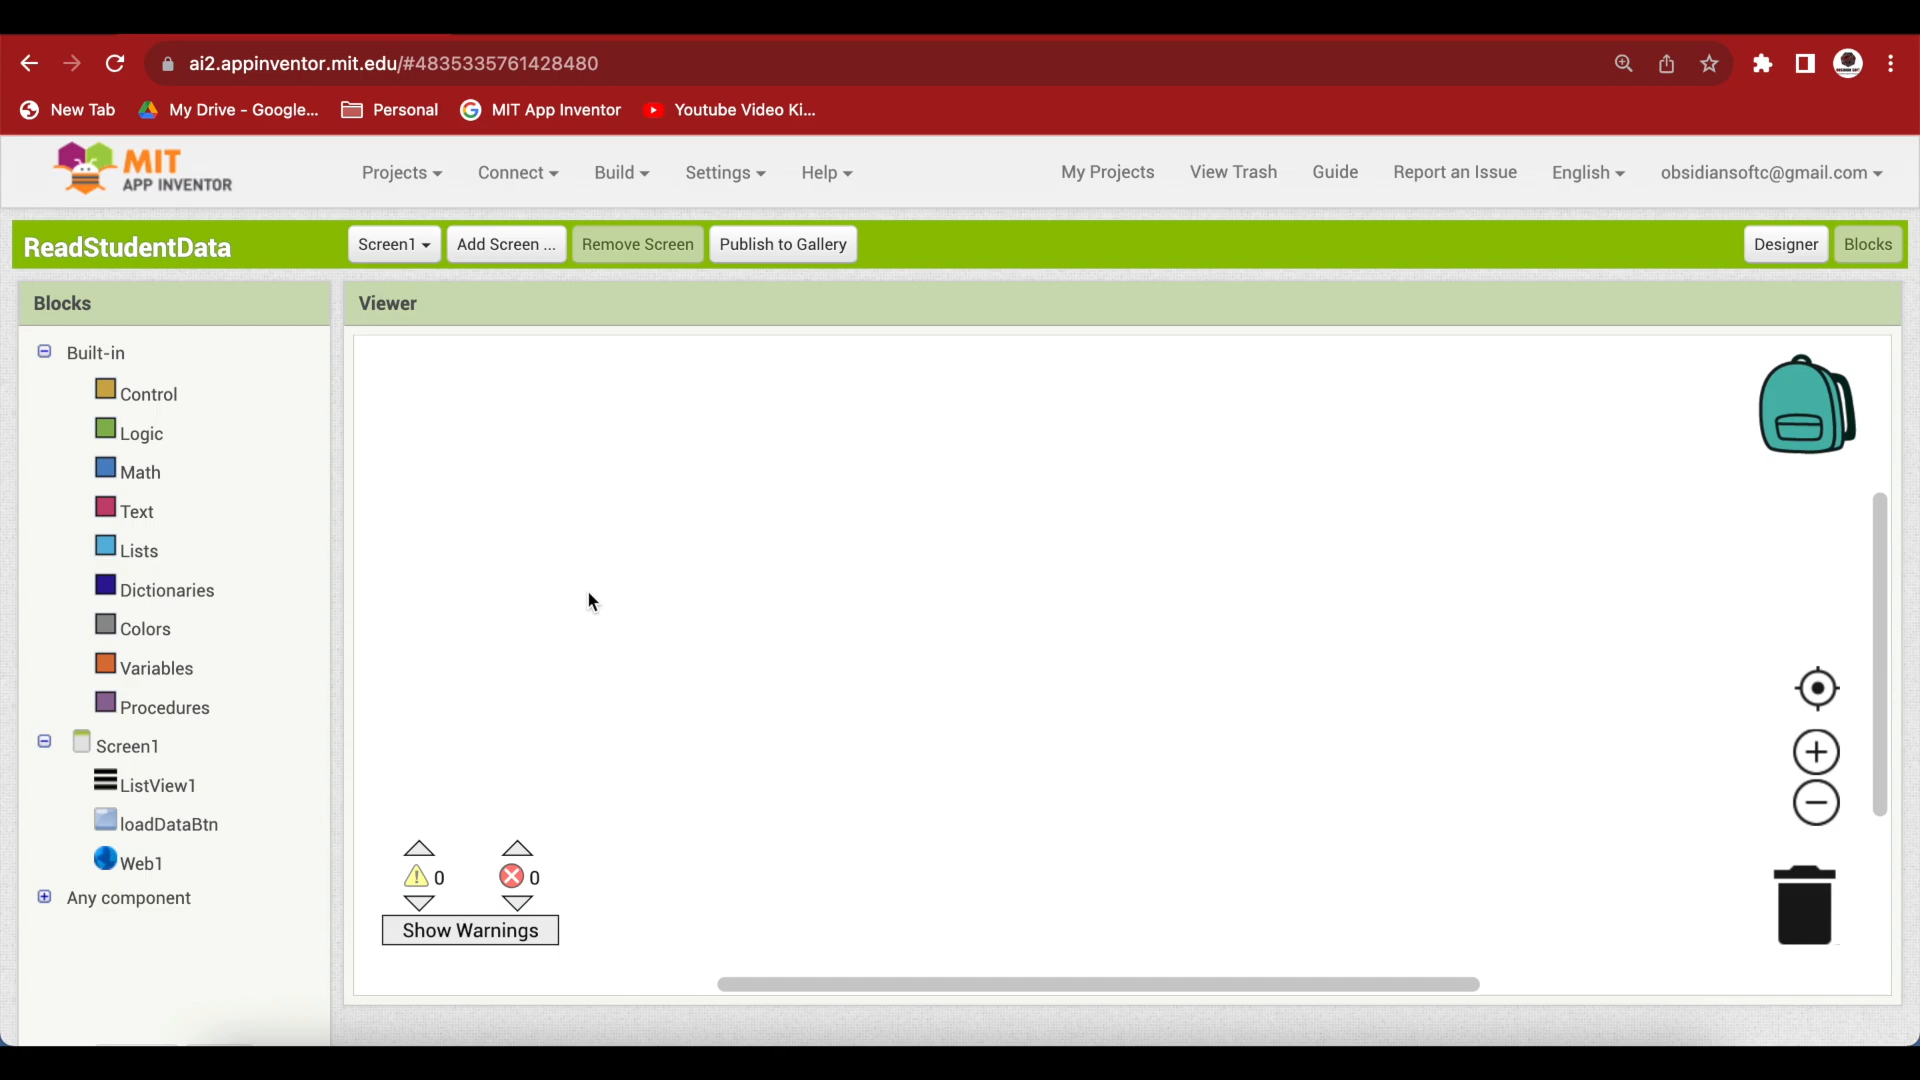 ai2.appinventor.mit.edu/#4835335761428480
New Tab My Drive - Google... Personal MIT App Inventor Youtube Video Ki...
MIT
APP INVENTOR
Projects Connect Build Settings Help My Projects View Trash Guide Report an Issue English obsidiansoftc@gmail.com
ReadStudentData Screen1 Add Screen ... Remove Screen Publish to Gallery Designer Blocks
Blocks Viewer
Built-in
Control
Logic
Math
Text
Lists
Dictionaries
Colors
Variables
Procedures
Screen1
ListView1
loadDataBtn
Web1
Any component
0 0
Show Warnings